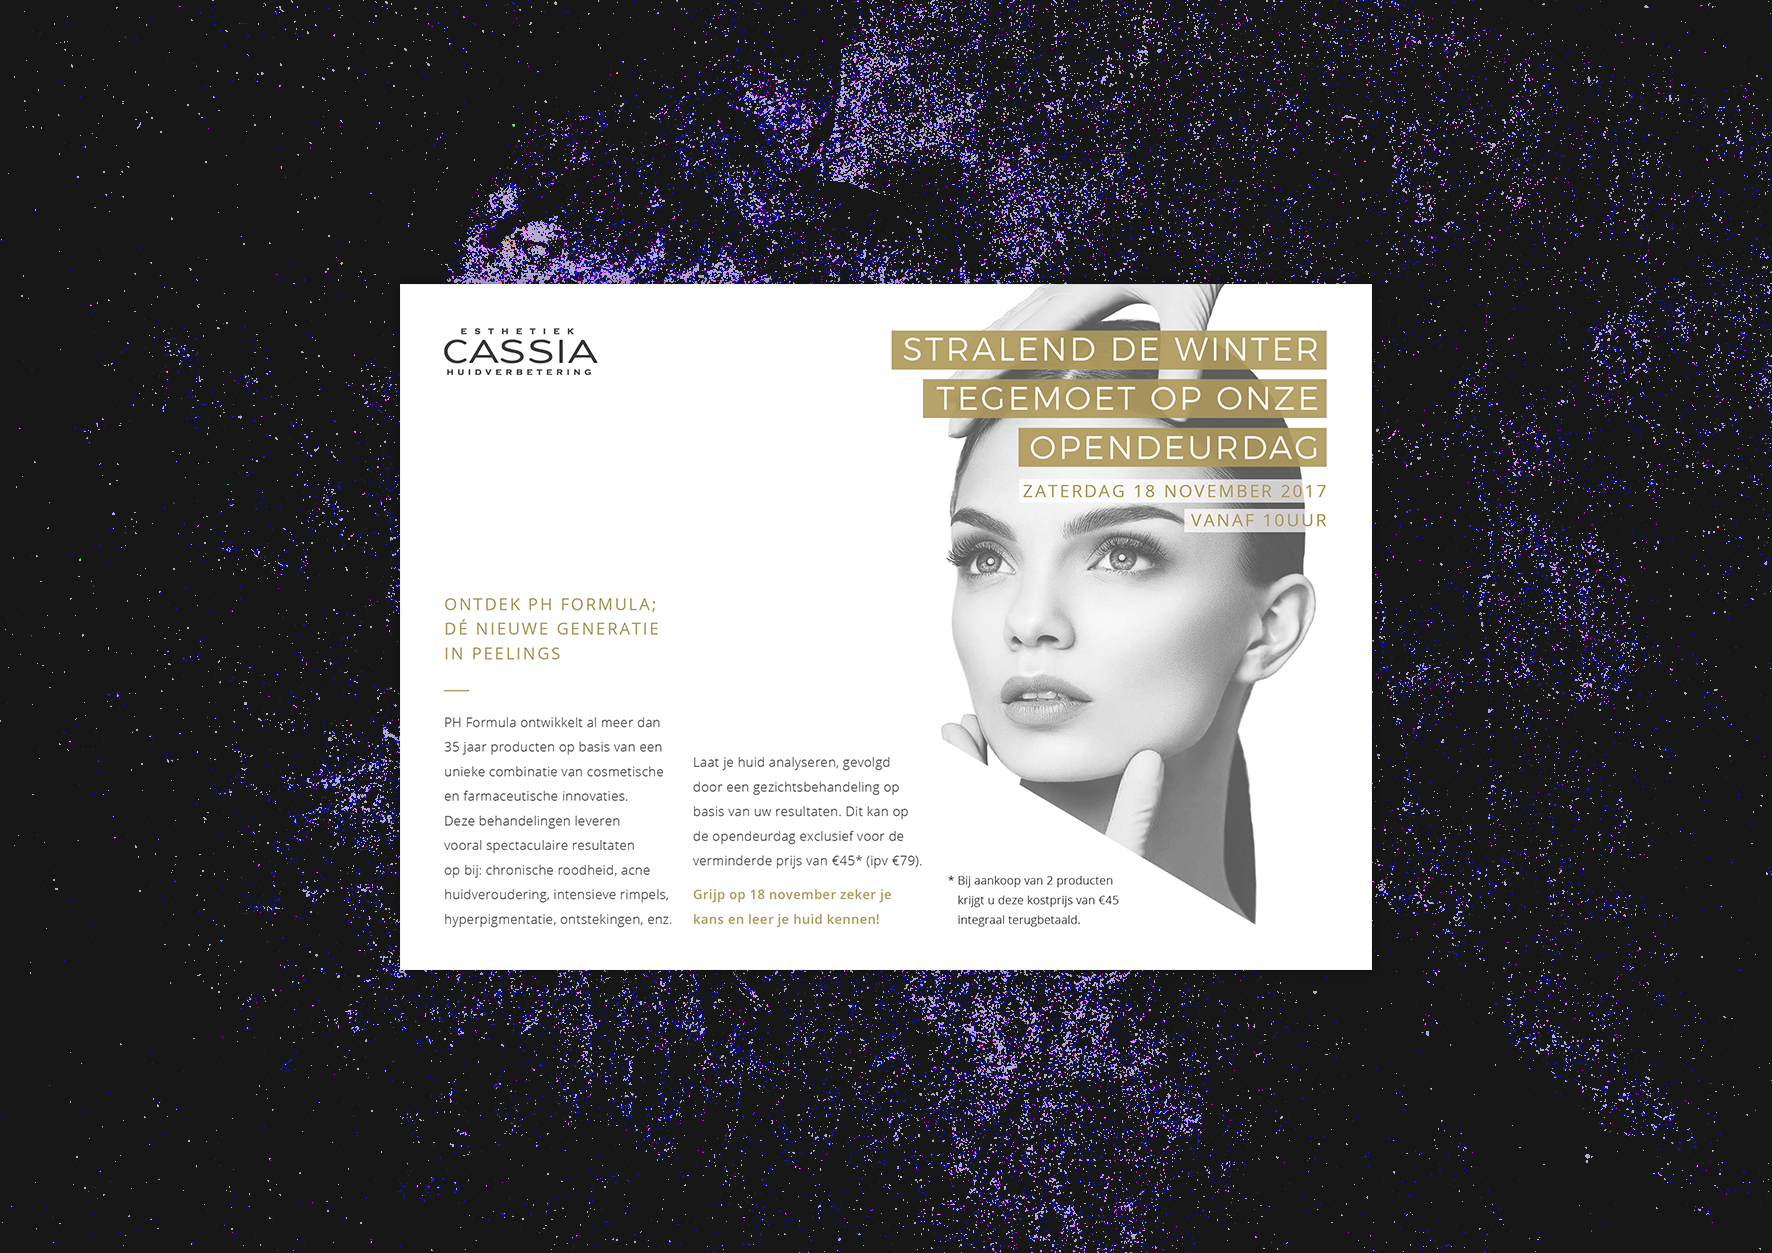 ESTHETIEK
CASSIA
HUIDVERBETERING
STRALEND DE WINTER
TEGEMOET OP ONZE
OPENDEURDAG
ZATERDAG 18 NOVEMBER 2017
VANAF 10UUR
ONTDEK PH FORMULA;
DÉ NIEUWE GENERATIE
IN PEELINGS
PH Formula ontwikkelt al meer dan
35 jaar producten op basis van een
unieke combinatie van cosmetische
en farmaceutische innovaties.
Deze behandelingen leveren
vooral spectaculaire resultaten
op bij: chronische roodheid, acne
huidveroudering, intensieve rimpels,
hyperpigmentatie, ontstekingen, enz.
Laat je huid analyseren, gevolgd
door een gezichtsbehandeling op
basis van uw resultaten. Dit kan op
de opendeurdag exclusief voor de
verminderde prijs van €45* (ipv €79).
Grijp op 18 november zeker je
kans en leer je huid kennen!
* Bij aankoop van 2 producten
krijgt u deze kostprijs van €45
integraal terugbetaald.